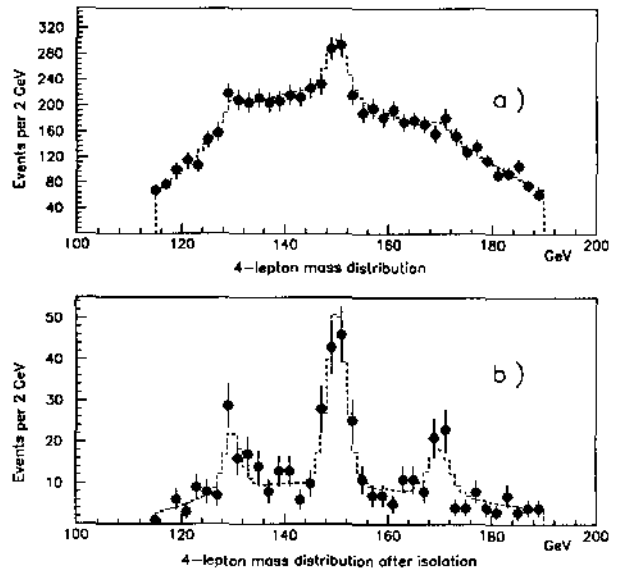 320
280
240
200
160
120
80
40
Events per 2 GeV
a)
100 120 140 160 180 200
GeV
4-lepton mass distribution
50
40
30
20
10
Events per 2 GeV
b)
100 120 140 160 180 200
GeV
4-lepton mass distribution after isolation